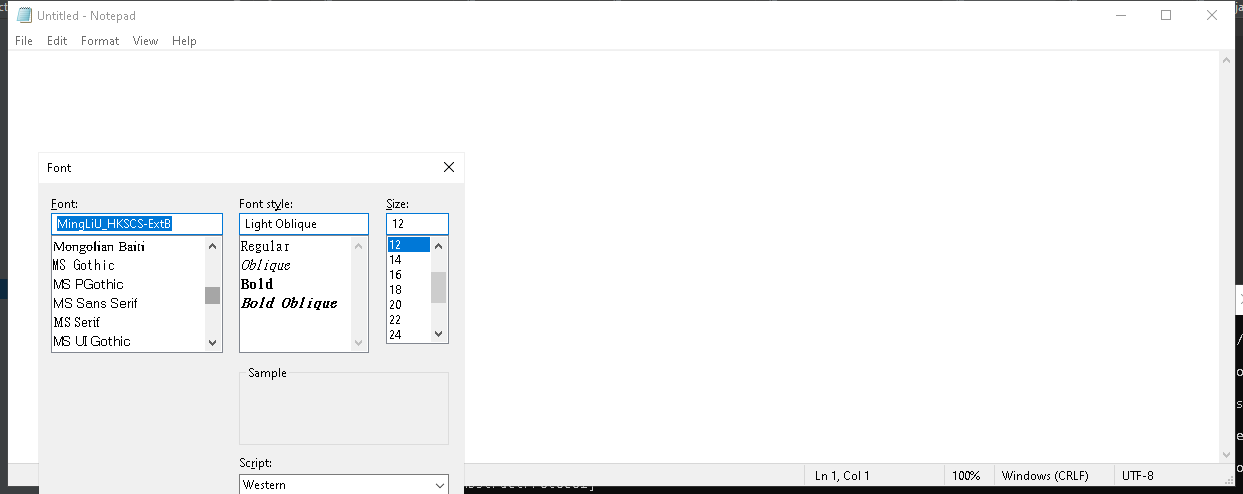 Untitled - Notepad
File Edit Format View Help
Font
Font: Font style: Size:
MingLiU_HKSCS-ExtB Light Oblique 12
Mongolian Baiti Regular 12
MS Gothic Oblique 14
MS PGothic Bold 16
MS Sans Serif Bold Oblique 18
MS Serif 20
MS UI Gothic 22
24
Sample
Script:
Western
Ln 1, Col 1 100% Windows (CRLF) UTF-8